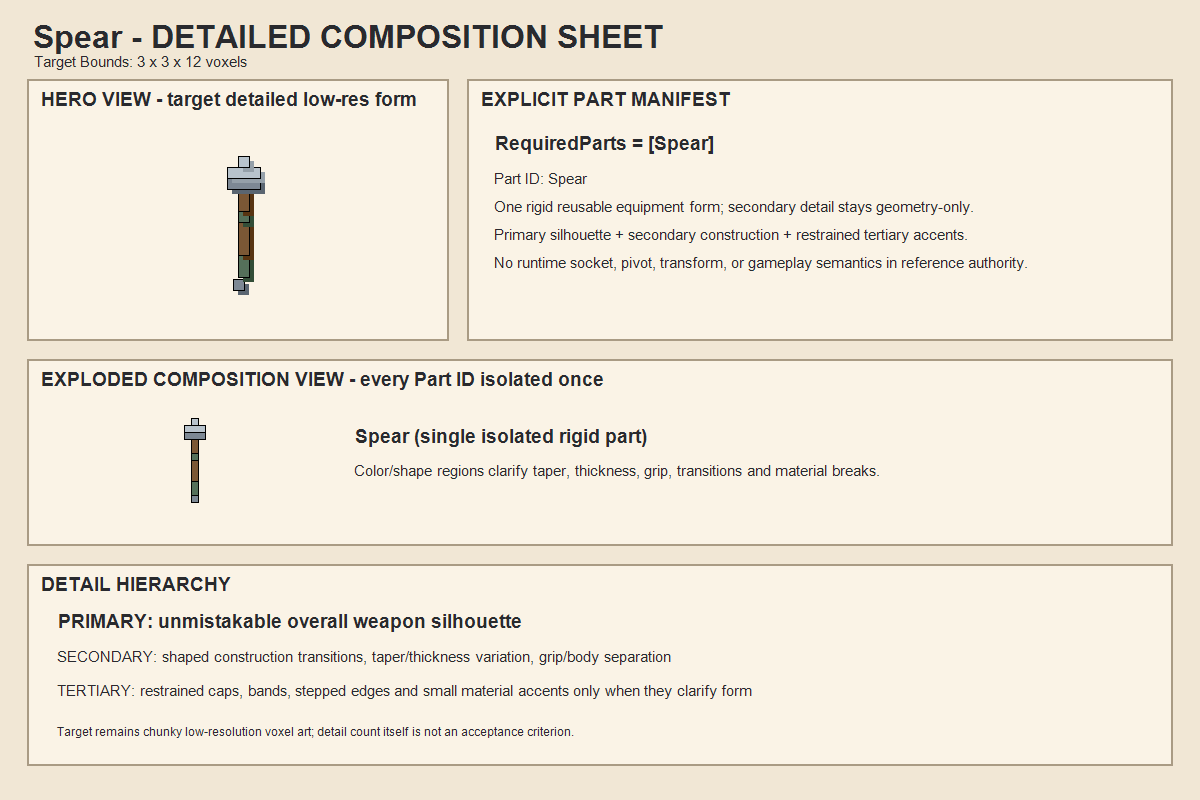 Spear - DETAILED COMPOSITION SHEET
Target Bounds: 3 x 3 x 12 voxels
HERO VIEW - target detailed low-res form
EXPLICIT PART MANIFEST
RequiredParts = [Spear]
Part ID: Spear
One rigid reusable equipment form; secondary detail stays geometry-only.
Primary silhouette + secondary construction + restrained tertiary accents.
No runtime socket, pivot, transform, or gameplay semantics in reference authority.
EXPLODED COMPOSITION VIEW - every Part ID isolated once
Spear (single isolated rigid part)
Color/shape regions clarify taper, thickness, grip, transitions and material breaks.
DETAIL HIERARCHY
PRIMARY: unmistakable overall weapon silhouette
SECONDARY: shaped construction transitions, taper/thickness variation, grip/body separation
TERTIARY: restrained caps, bands, stepped edges and small material accents only when they clarify form
Target remains chunky low-resolution voxel art; detail count itself is not an acceptance criterion.